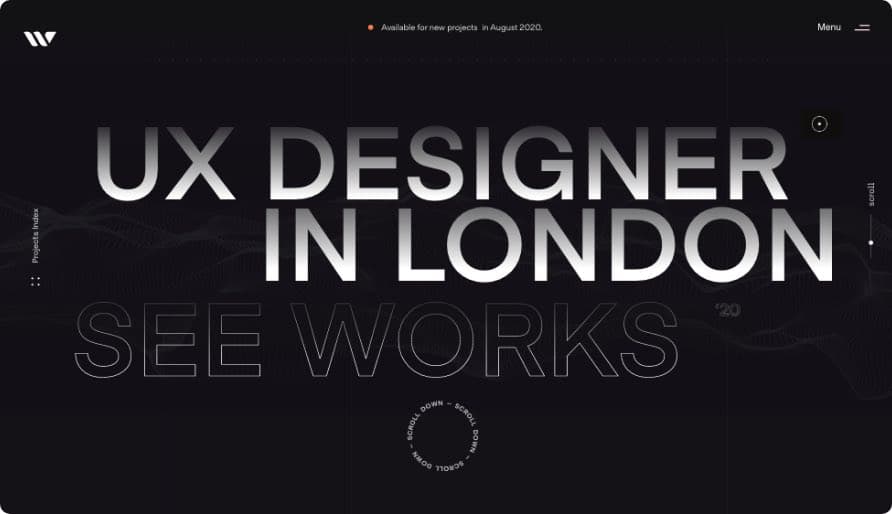 Available for new projects in August 2020.
Menu
UX DESIGNER
IN LONDON
scroll
Projects Index
SEE WORKS
'20
SCROLL DOWN – SCROLL DOWN – SCROLL DOWN –